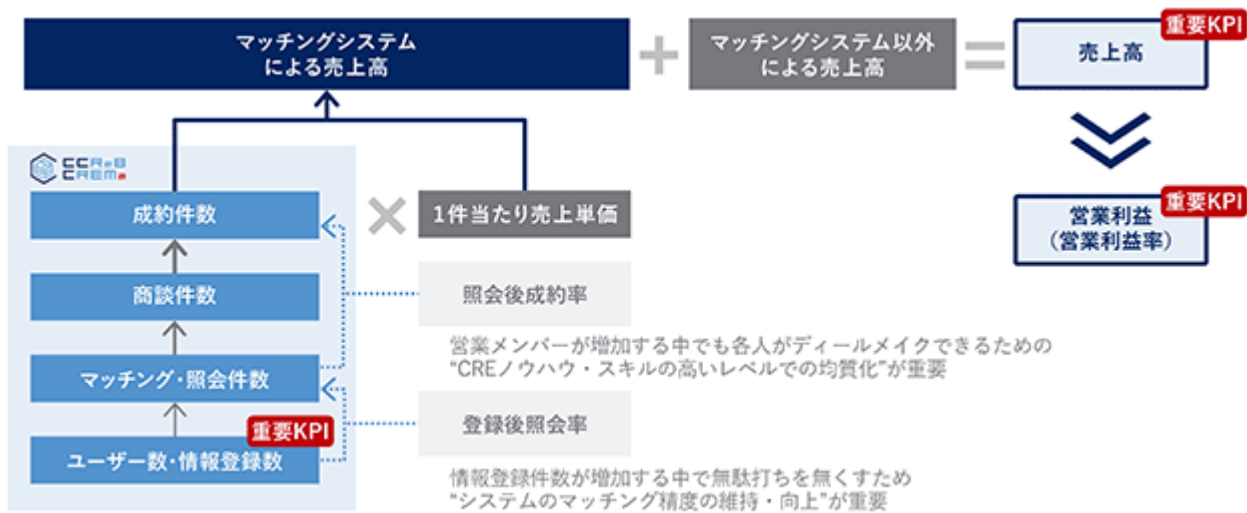 マッチングシステム
による売上高
+
マッチングシステム以外
による売上高
=
重要KPI
売上高
CCReB
CREMa
成約件数
×
1件当たり売上単価
重要KPI
営業利益
（営業利益率）
商談件数
照会後成約率
営業メンバーが増加する中でも各人がディールメイクできるための
“CREノウハウ・スキルの高いレベルでの均質化”が重要
マッチング・照会件数
登録後照会率
重要KPI
ユーザー数・情報登録数
情報登録件数が増加する中で無駄打ちを無くすため
“システムのマッチング精度の維持・向上”が重要